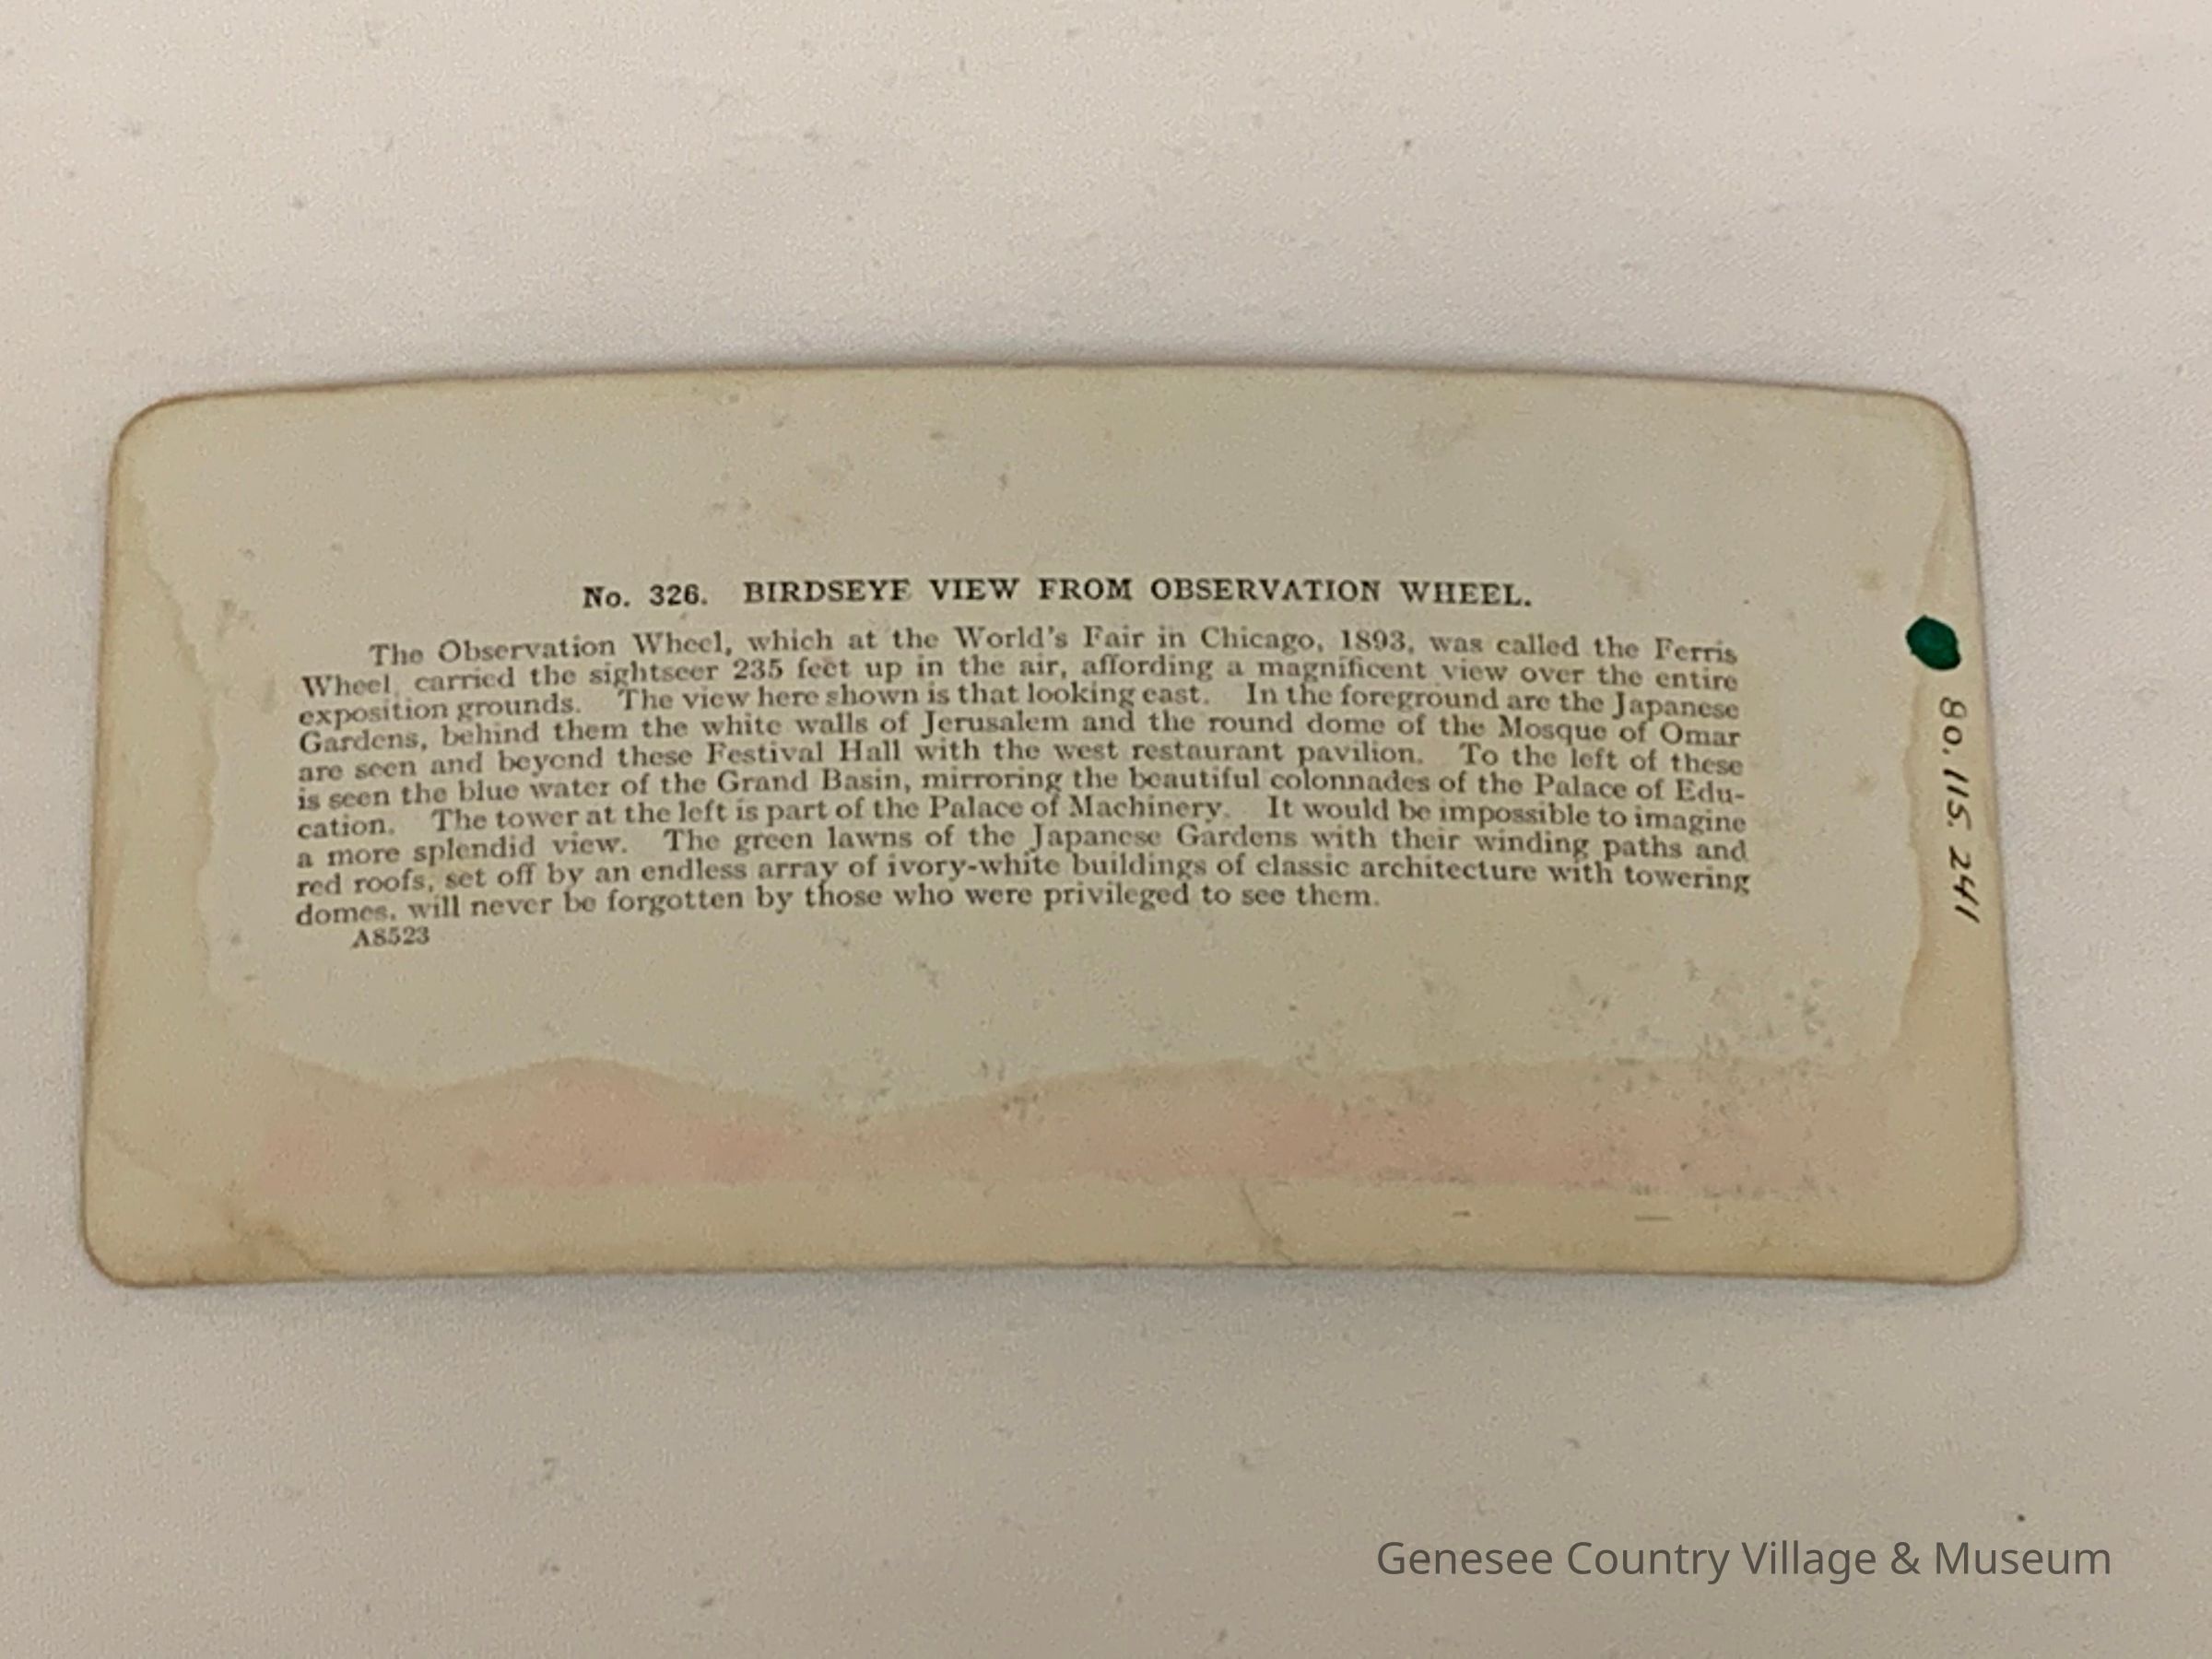 No. 326. BIRDSEYE VIEW FROM OBSERVATION WHEEL.
The Observation Wheel, which at the World's Fair in Chicago, 1893, was called the Ferris
Wheel, carried the sightseer 235 feet up in the air, affording a magnificent view over the entire
exposition grounds. The view here shown is that looking east. In the foreground are the Japanese
Gardens, behind them the white walls of Jerusalem and the round dome of the Mosque of Omar
are seen and beyond these Festival Hall with the west restaurant pavilion. To the left of these
is seen the blue water of the Grand Basin, mirroring the beautiful colonnades of the Palace of Edu-
cation. The tower at the left is part of the Palace of Machinery. It would be impossible to imagine
a more splendid view. The green lawns of the Japanese Gardens with their winding paths and
red roofs, set off by an endless array of ivory-white buildings of classic architecture with towering
domes, will never be forgotten by those who were privileged to see them.
A8523
80.115.241
Genesee Country Village & Museum